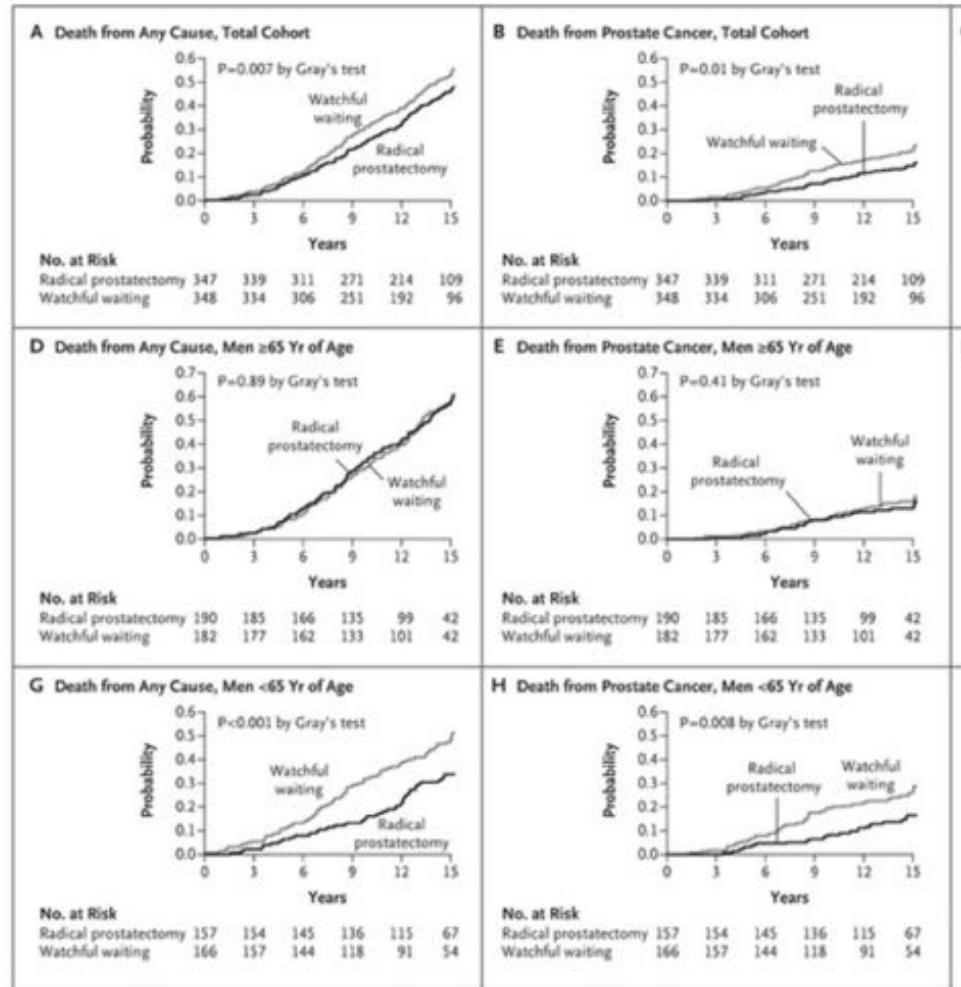 A Death from Any Cause, Total Cohort
0.6
P=0.007 by Gray's test
0.5
Watchful
waiting
0.4
0.3
0.2
Radical
prostatectomy
0.1
0.0
Probability
0 3 6 9 12 15
Years
No. at Risk
Radical prostatectomy 347 339 311 271 214 109
Watchful waiting 348 334 306 251 192 96
B Death from Prostate Cancer, Total Cohort
0.6
P=0.01 by Gray's test
0.5
Radical
prostatectomy
0.4
0.3
Watchful waiting
0.2
0.1
0.0
Probability
0 3 6 9 12 15
Years
No. at Risk
Radical prostatectomy 347 339 311 271 214 109
Watchful waiting 348 334 306 251 192 96
D Death from Any Cause, Men ≥65 Yr of Age
0.7
P=0.89 by Gray's test
0.6
0.5
Radical
prostatectomy
0.4
0.3
Watchful
waiting
0.2
0.1
0.0
Probability
0 3 6 9 12 15
Years
No. at Risk
Radical prostatectomy 190 185 166 135 99 42
Watchful waiting 182 177 162 133 101 42
E Death from Prostate Cancer, Men ≥65 Yr of Age
0.7
P=0.41 by Gray's test
0.6
0.5
0.4
Watchful
waiting
0.3
Radical
prostatectomy
0.2
0.1
0.0
Probability
0 3 6 9 12 15
Years
No. at Risk
Radical prostatectomy 190 185 166 135 99 42
Watchful waiting 182 177 162 133 101 42
G Death from Any Cause, Men <65 Yr of Age
0.6
P<0.001 by Gray's test
0.5
0.4
Watchful
waiting
0.3
0.2
0.1
Radical
prostatectomy
0.0
Probability
0 3 6 9 12 15
Years
No. at Risk
Radical prostatectomy 157 154 145 136 115 67
Watchful waiting 166 157 144 118 91 54
H Death from Prostate Cancer, Men <65 Yr of Age
0.6
P=0.008 by Gray's test
0.5
0.4
Radical
prostatectomy
Watchful
waiting
0.3
0.2
0.1
0.0
Probability
0 3 6 9 12 15
Years
No. at Risk
Radical prostatectomy 157 154 145 136 115 67
Watchful waiting 166 157 144 118 91 54